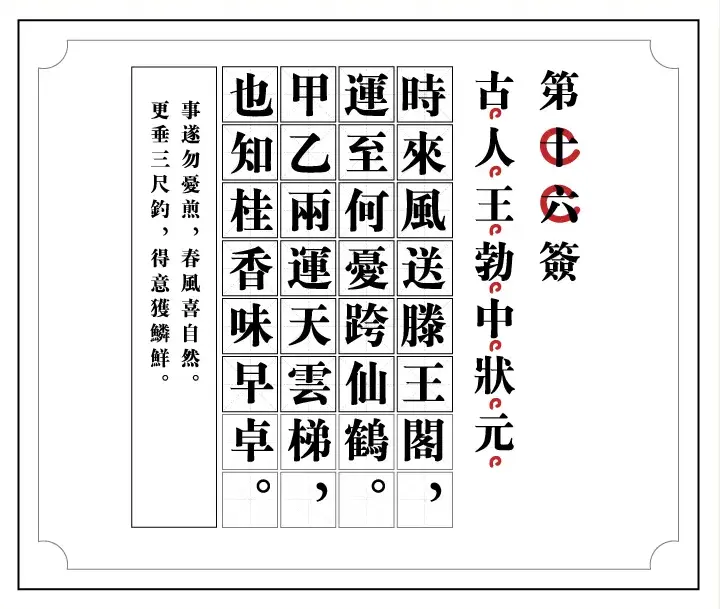 第十六簽
古人王勃中狀元
時來風送滕王閣，
運至何憂跨仙鶴。
甲乙兩運天雲梯，
也知桂香味早卓。
事遂勿憂煎，春風喜自然。
更垂三尺釣，得意獲鱗鮮。